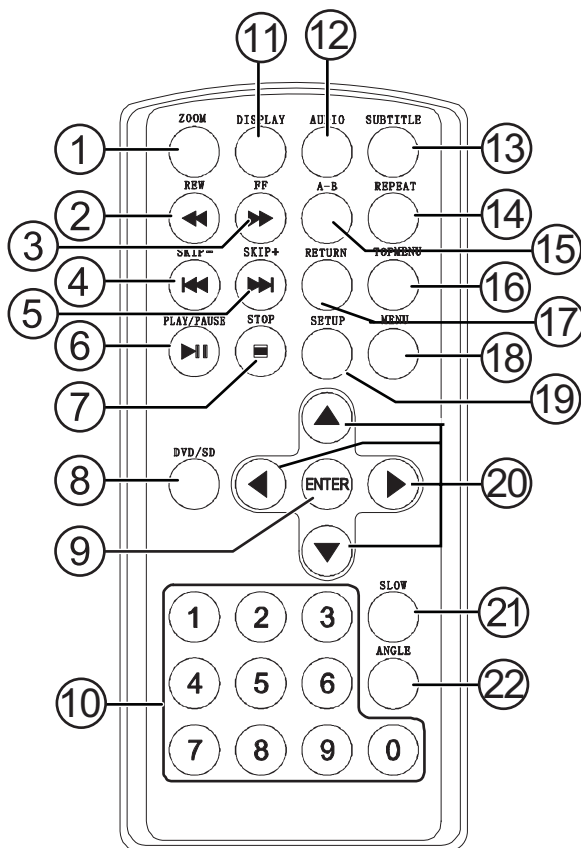 11 12
ZOOM DISPLAY AUDIO SUBTITLE
1 13
REW FF A-B REPEAT
2 14
3 15
SKIP- SKIP+ RETURN TOPMENU
4 16
5 17
PLAY/PAUSE STOP SETUP MENU
6 18
7 19
DVD/SD
8 ENTER 20
9
SLOW
1 2 3 21
ANGLE
10 4 5 6 22
7 8 9 0